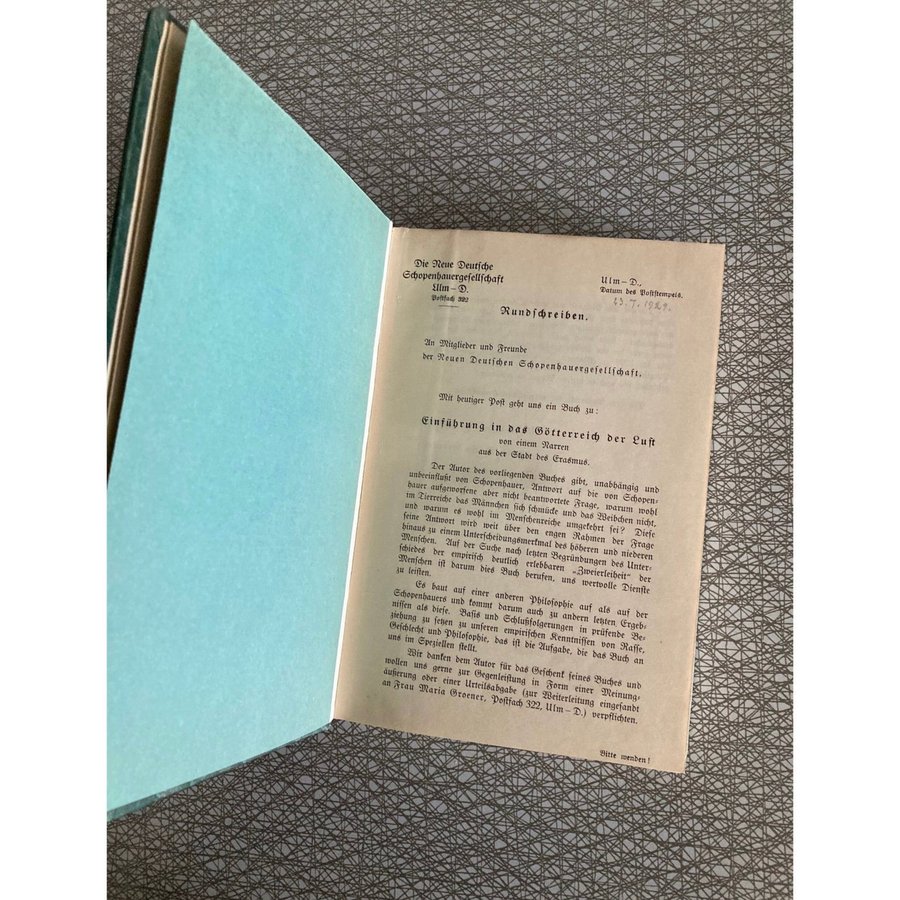 Die Neue Deutsche
Schopenhauergesellschaft
Ulm–D.
Postfach 322
Ulm–D.,
Datum des Poststempels.
23. 7. 1929.
Rundschreiben.
An Mitglieder und Freunde
der Neuen Deutschen Schopenhauergesellschaft.
Mit heutiger Post geht uns ein Buch zu:
Einführung in das Götterreich der Luft
von einem Narren
aus der Stadt des Erasmus.
Der Autor des vorliegenden Buches gibt, unabhängig und
unbeeinflußt von Schopenhauer, Antwort auf die von Schopen-
hauer aufgeworfene aber nicht beantwortete Frage, warum wohl
im Tierreiche das Männchen sich schmücke und das Weibchen nicht,
und warum es wohl im Menschenreiche umgekehrt sei? Diese
seine Antwort wird weit über den engen Rahmen der Frage
hinaus zu einem Unterscheidungsmerkmal des höheren und niederen
Menschen. Auf der Suche nach letzten Begründungen des Unter-
schiedes der empirisch deutlich erlebbaren „Zweierleiheit“ der
Menschen ist darum dies Buch berufen, uns wertvolle Dienste
zu leisten.
Es baut auf einer anderen Philosophie auf als auf der
Schopenhauers und kommt darum auch zu andern letzten Ergeb-
nissen als diese. Basis und Schlußfolgerungen in prüfende Be-
ziehung zu setzen zu unseren empirischen Kenntnissen von Rasse,
Geschlecht und Philosophie, das ist die Aufgabe, die das Buch an
uns im Speziellen stellt.
Wir danken dem Autor für das Geschenk seines Buches und
wollen uns gerne zur Gegenleistung in Form einer Meinung-
äußerung oder einer Urteilsabgabe (zur Weiterleitung eingesandt
an Frau Maria Groener, Postfach 322, Ulm–D.) verpflichten.
Bitte wenden!